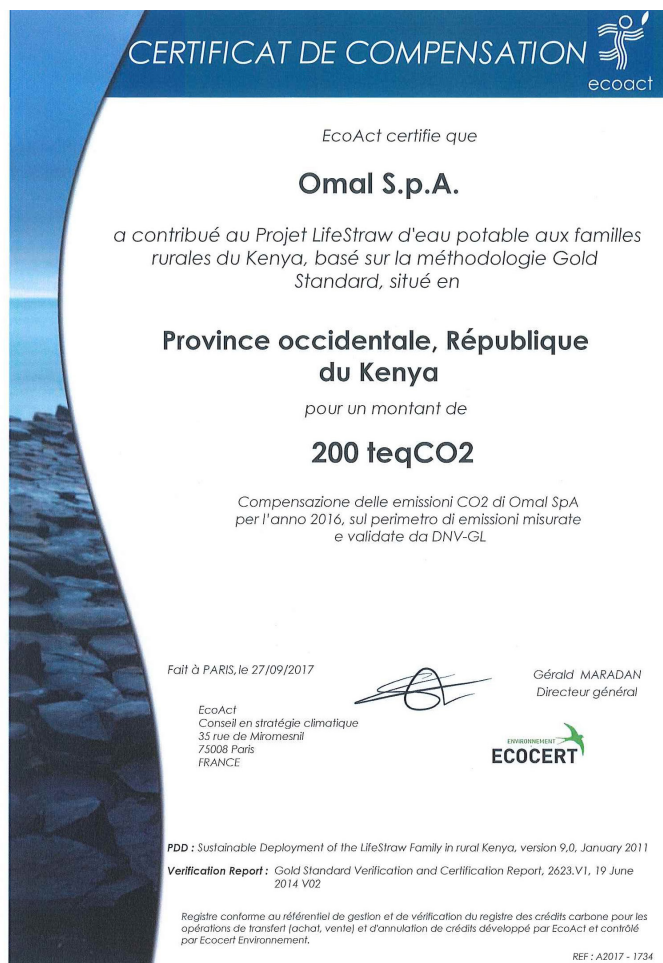 CERTIFICAT DE COMPENSATION
ecoact
EcoAct certifie que
Omal S.p.A.
a contribué au Projet LifeStraw d'eau potable aux familles
rurales du Kenya, basé sur la méthodologie Gold
Standard, situé en
Province occidentale, République
du Kenya
pour un montant de
200 teqCO2
Compensazione delle emissioni CO2 di Omal SpA
per l'anno 2016, sul perimetro di emissioni misurate
e validate da DNV-GL
Fait à PARIS, le 27/09/2017
Gérald MARADAN
Directeur général
EcoAct
Conseil en stratégie climatique
35 rue de Miromesnil
75008 Paris
FRANCE
ENVIRONNEMENT
ECOCERT
PDD : Sustainable Deployment of the LifeStraw Family in rural Kenya, version 9,0, January 2011
Verification Report : Gold Standard Verification and Certification Report, 2623.V1, 19 June
2014 V02
Registre conforme au référentiel de gestion et de vérification du registre des crédits carbone pour les
opérations de transfert (achat, vente) et d'annulation de crédits développé par EcoAct et contrôlé
par Ecocert Environnement.
REF : A2017 - 1734